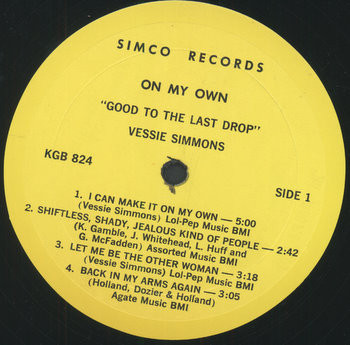 SIMCO RECORDS
ON MY OWN
"GOOD TO THE LAST DROP"
VESSIE SIMMONS
KGB 824
SIDE 1
1. I CAN MAKE IT ON MY OWN — 5:00
(Vessie Simmons) Lol-Pep Music BMI
2. SHIFTLESS, SHADY, JEALOUS KIND OF PEOPLE — 2:42
(K. Gamble, J. Whitehead, L. Huff and
G. McFadden) Assorted Music BMI
3. LET ME BE THE OTHER WOMAN — 3:18
(Vessie Simmons) Lol-Pep Music BMI
4. BACK IN MY ARMS AGAIN — 3:05
(Holland, Dozier & Holland)
Agate Music BMI